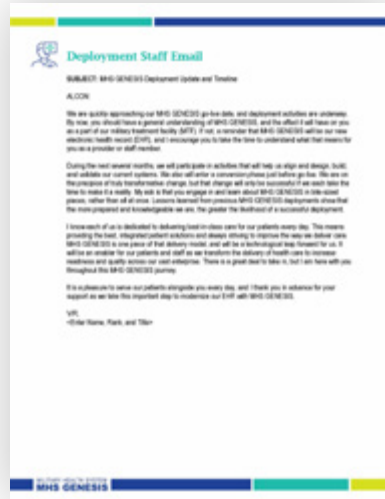 Deployment Staff Email
SUBJECT: MHS GENESIS Deployment Update and Timeline
ALCON:
We are quickly approaching our MHS GENESIS go-live date, and deployment activities are underway.
By now, you should have a general understanding of MHS GENESIS, and the effect it will have on you
as a part of our military treatment facility (MTF). If not, a reminder that MHS GENESIS will be our new
electronic health record (EHR), and I encourage you to take the time to understand what that means for
you as a provider or staff member.
During the next several months, we will participate in activities that will help us align and design, build,
and validate our current systems. We also will enter a conversion phase just before go live. We are on
the precipice of truly transformative change, but that change will only be successful if we each take the
time to make it a reality. My ask is that you engage in and learn about MHS GENESIS in bite-sized
pieces, rather than all at once. Lessons learned from previous MHS GENESIS deployments show that
the more prepared and knowledgeable we are, the greater the likelihood of a successful deployment.
I know each of us is dedicated to delivering best-in-class care for our patients every day. This means
providing the best, integrated patient solutions and always striving to improve the way we deliver care.
MHS GENESIS is one piece of that delivery model, and will be a technological leap forward for us. It
will be an enabler for our patients and staff as we transform the delivery of health care to increase
readiness and quality across our vast enterprise. There is a great deal to take in, but I am here with you
throughout this MHS GENESIS journey.
It is a pleasure to serve our patients alongside you every day, and I thank you in advance for your
support as we take this important step to modernize our EHR with MHS GENESIS.
V/R,
<Enter Name, Rank, and Title>
MILITARY HEALTH SYSTEM
MHS GENESIS